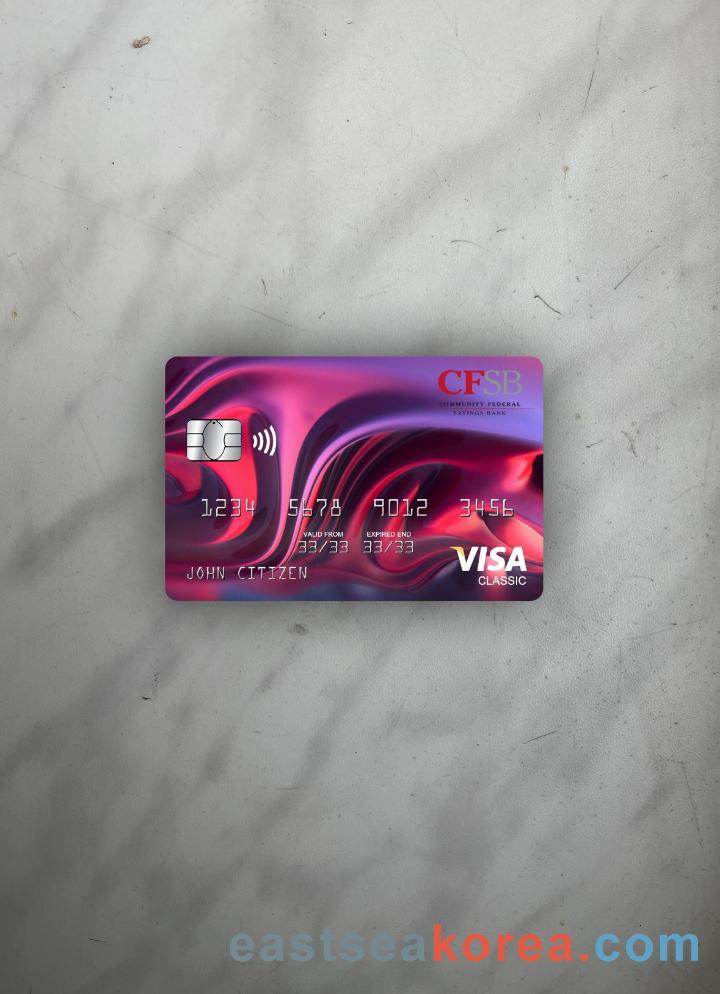 CFSB
COMMUNITY FEDERAL
SAVINGS BANK
1234 5678 9012 3456
VALID FROM EXPIRED END
33/33 33/33
JOHN CITIZEN
VISA
CLASSIC
eastseakorea.com